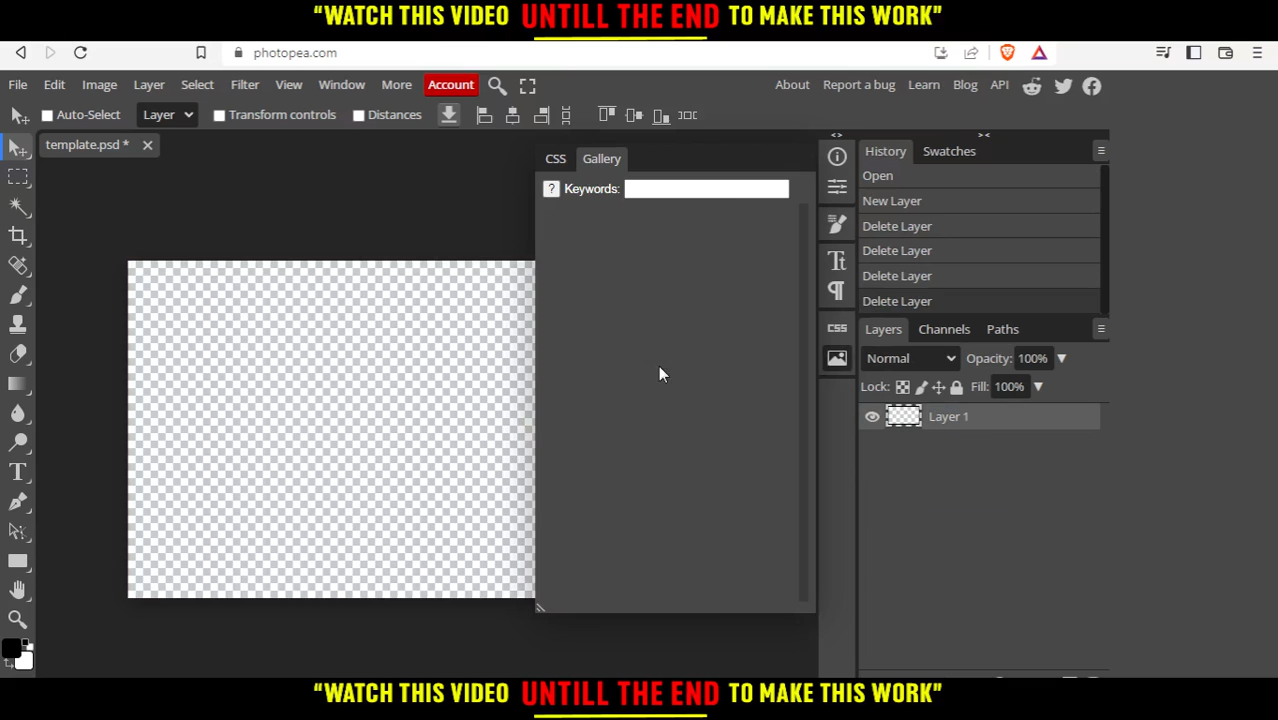 “WATCH THIS VIDEO UNTILL THE END TO MAKE THIS WORK”
photopea.com
File Edit Image Layer Select Filter View Window More Account About Report a bug Learn Blog API
Auto-Select Layer Transform controls Distances
template.psd *
CSS Gallery
? Keywords:
History Swatches
Open
New Layer
Delete Layer
Delete Layer
Delete Layer
Delete Layer
Tt
CSS
Layers Channels Paths
Normal Opacity: 100%
Lock: Fill: 100%
Layer 1
“WATCH THIS VIDEO UNTILL THE END TO MAKE THIS WORK”